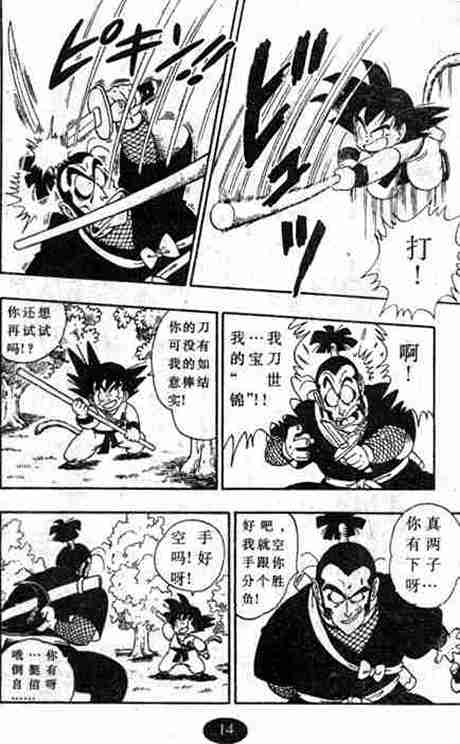 ビュッ
打!
ピキン!!
啊!
我…我
的宝刀
“世锦”!!
你的刀
可没有
我的如
意棒结
实!
你还想
再试试
吗!?
你真有
两下子
呀…
好吧,
我就空
手跟你
分个胜
负!
空手
吗!好
呀!
哦…你
倒挺有
自信呀
……
14